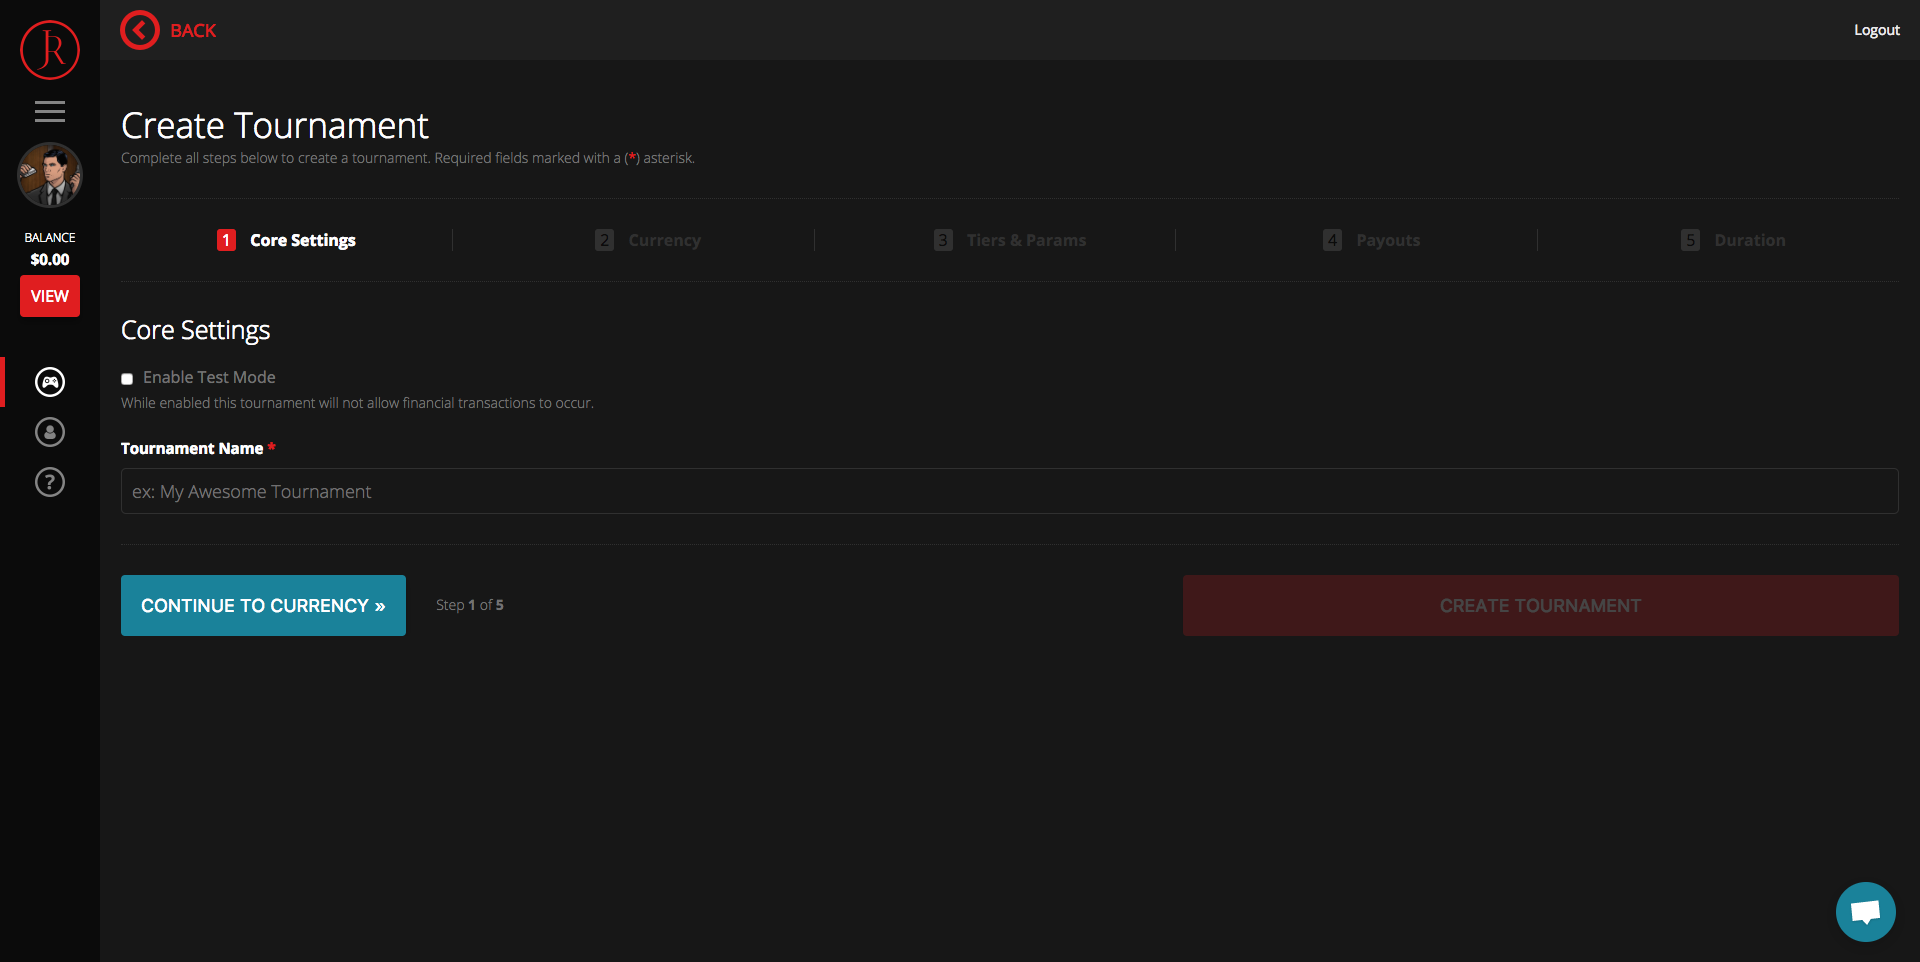 JR
BACK
Logout
BALANCE
$0.00
VIEW
Create Tournament
Complete all steps below to create a tournament. Required fields marked with a (*) asterisk.
1 Core Settings
2 Currency
3 Tiers & Params
4 Payouts
5 Duration
Core Settings
Enable Test Mode
While enabled this tournament will not allow financial transactions to occur.
Tournament Name *
ex: My Awesome Tournament
CONTINUE TO CURRENCY »
Step 1 of 5
CREATE TOURNAMENT
?